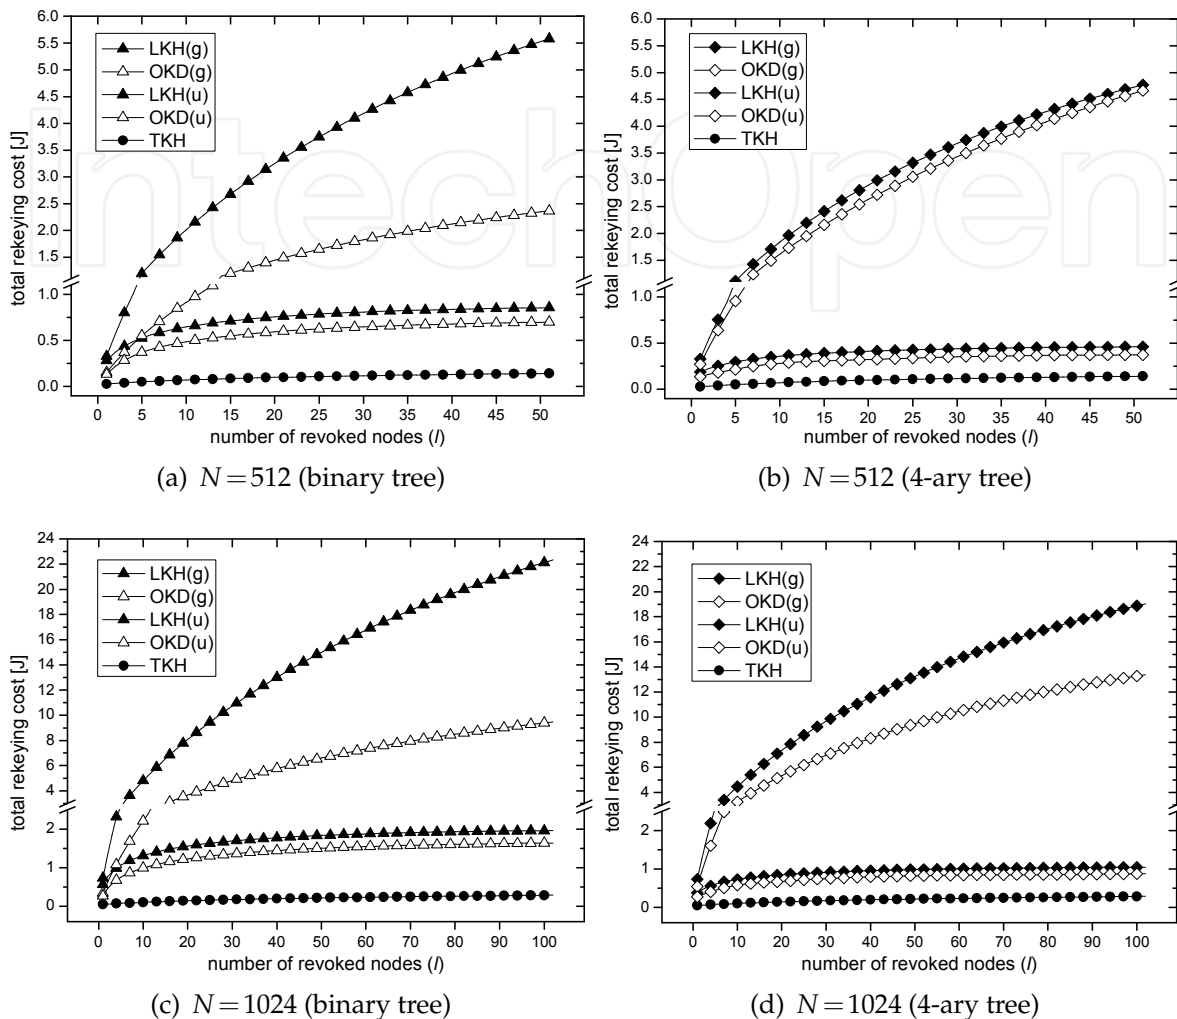 6.0
5.5
5.0
4.5
4.0
3.5
3.0
2.5
2.0
1.5
1.0
0.5
0.0
total rekeying cost [J]
LKH(g)
OKD(g)
LKH(u)
OKD(u)
TKH
0 5 10 15 20 25 30 35 40 45 50
number of revoked nodes (l)
(a) N=512 (binary tree)
6.0
5.5
5.0
4.5
4.0
3.5
3.0
2.5
2.0
1.5
1.0
0.5
0.0
total rekeying cost [J]
LKH(g)
OKD(g)
LKH(u)
OKD(u)
TKH
0 5 10 15 20 25 30 35 40 45 50
number of revoked nodes (l)
(b) N=512 (4-ary tree)
IntechOpen
24
22
20
18
16
14
12
10
8
6
4
2
1
0
total rekeying cost [J]
LKH(g)
OKD(g)
LKH(u)
OKD(u)
TKH
0 10 20 30 40 50 60 70 80 90 100
number of revoked nodes (l)
(c) N=1024 (binary tree)
24
22
20
18
16
14
12
10
8
6
4
2
1
0
total rekeying cost [J]
LKH(g)
OKD(g)
LKH(u)
OKD(u)
TKH
0 10 20 30 40 50 60 70 80 90 100
number of revoked nodes (l)
(d) N=1024 (4-ary tree)